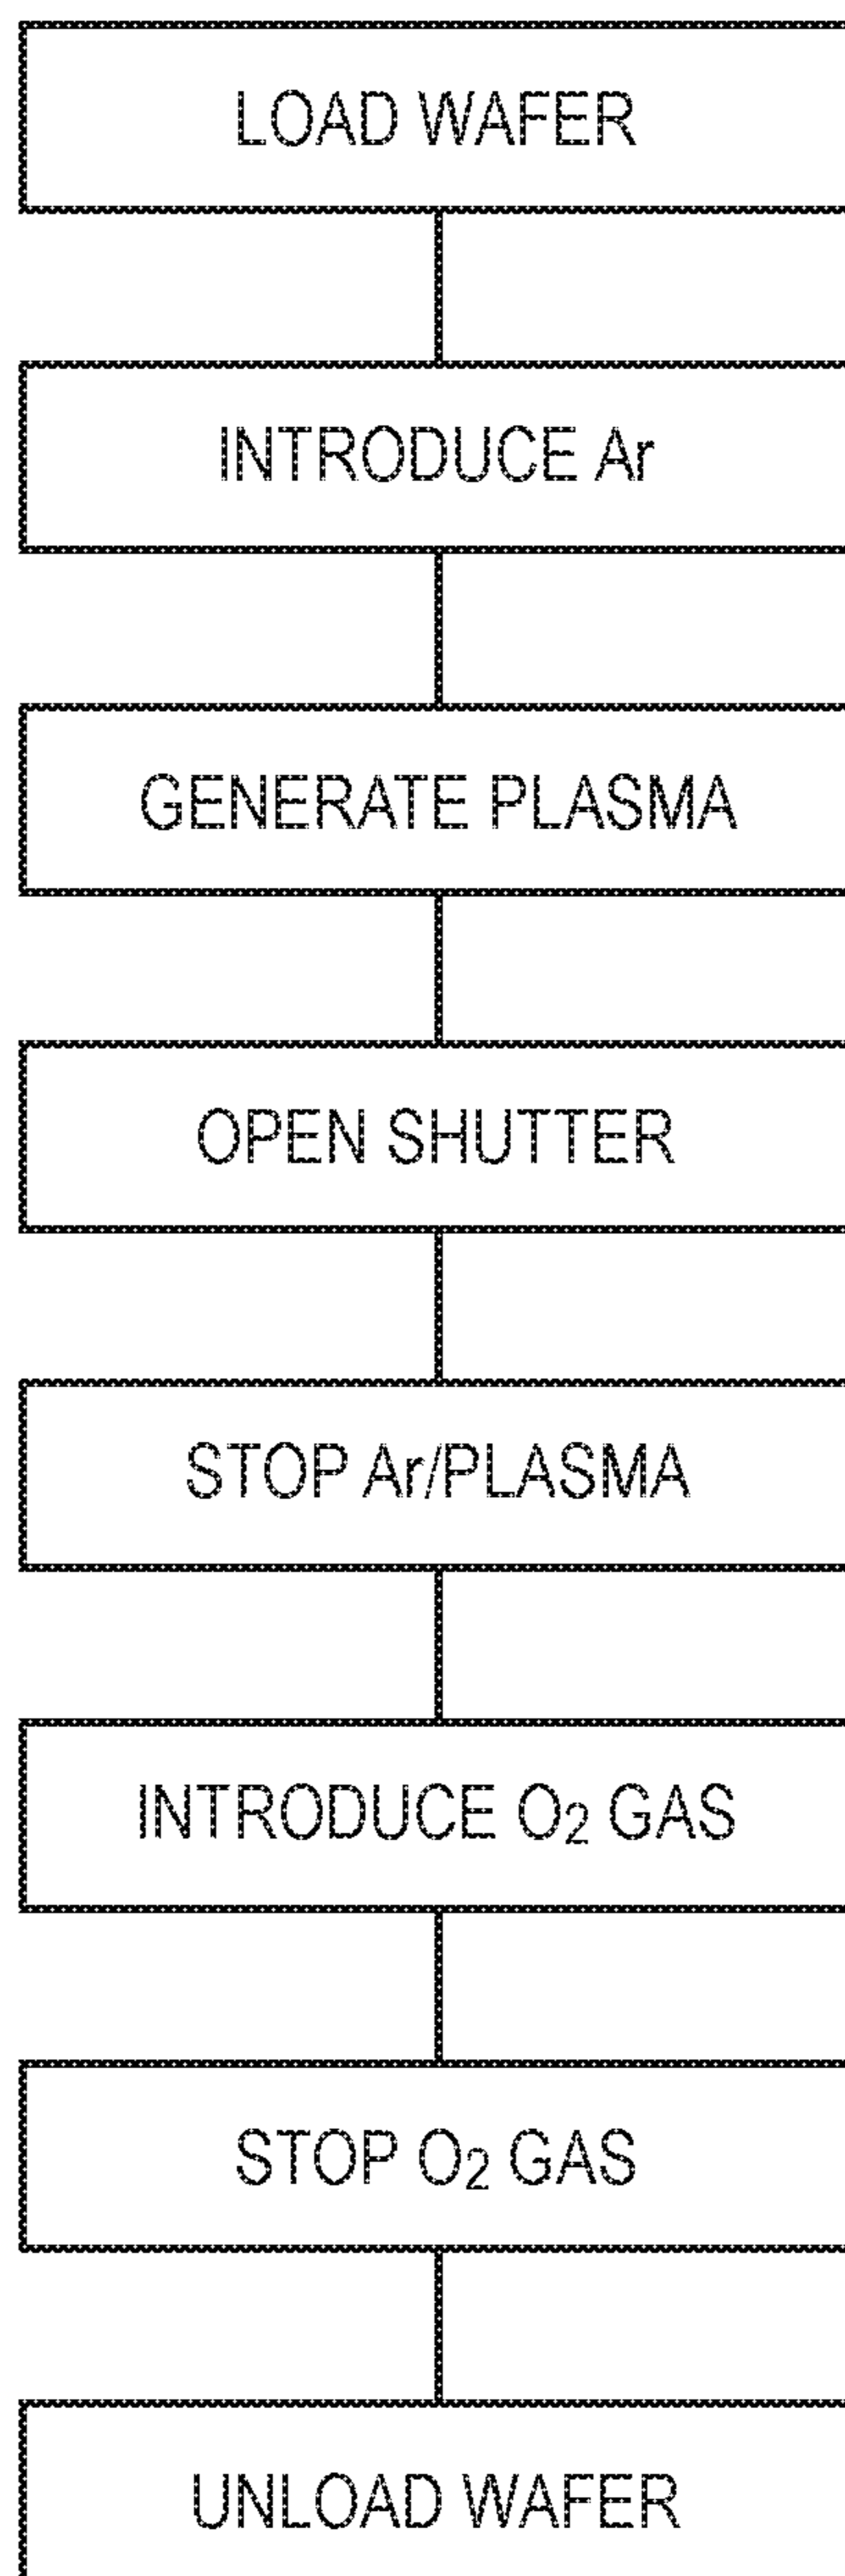 LOAD WAFER
INTRODUCE Ar
GENERATE PLASMA
OPEN SHUTTER
STOP Ar/PLASMA
INTRODUCE O₂ GAS
STOP O₂ GAS
UNLOAD WAFER